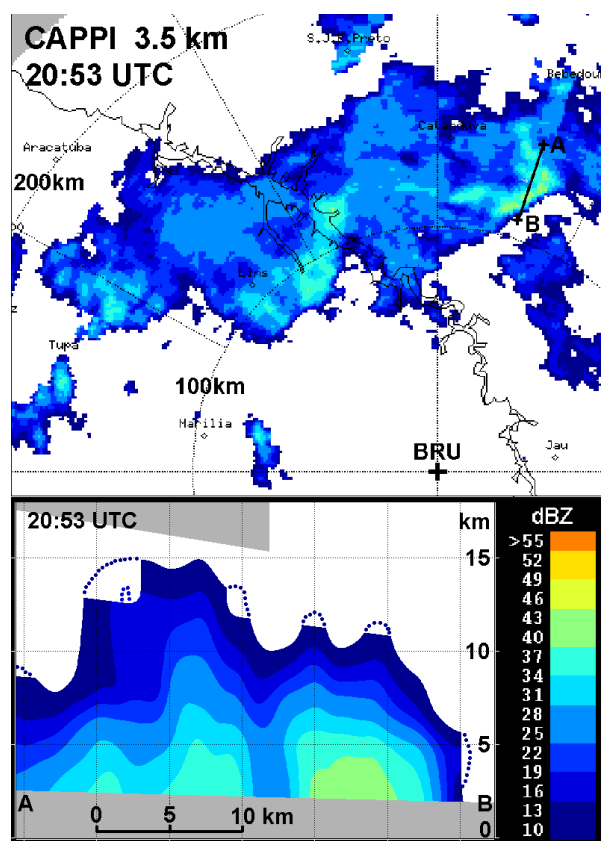 CAPPI 3.5 km
20:53 UTC
S.J.R.Preto
Bebedou
Catanduva
A
Aracatuba
200km
B
Lins
Tupa
100km
Marilia
BRU
Jau
20:53 UTC
km
dBZ
15
10
5
0
A
B
0 5 10 km
>55
52
49
46
43
40
37
34
31
28
25
22
19
16
13
10